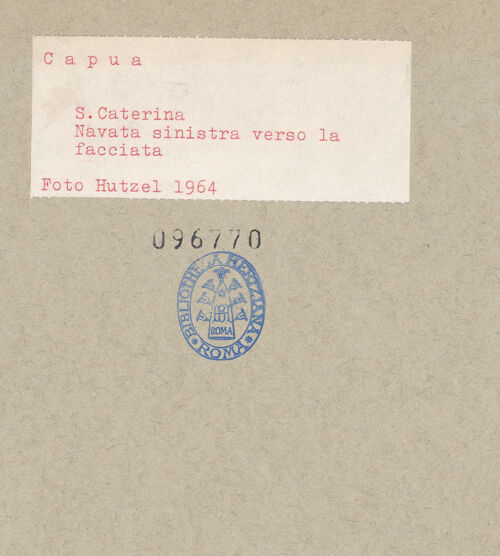 Capua
S.Caterina
Navata sinistra verso la
facciata
Foto Hutzel 1964
096770
BIBLIOTHECA HERTZIANA
ROMA
* ROMA *